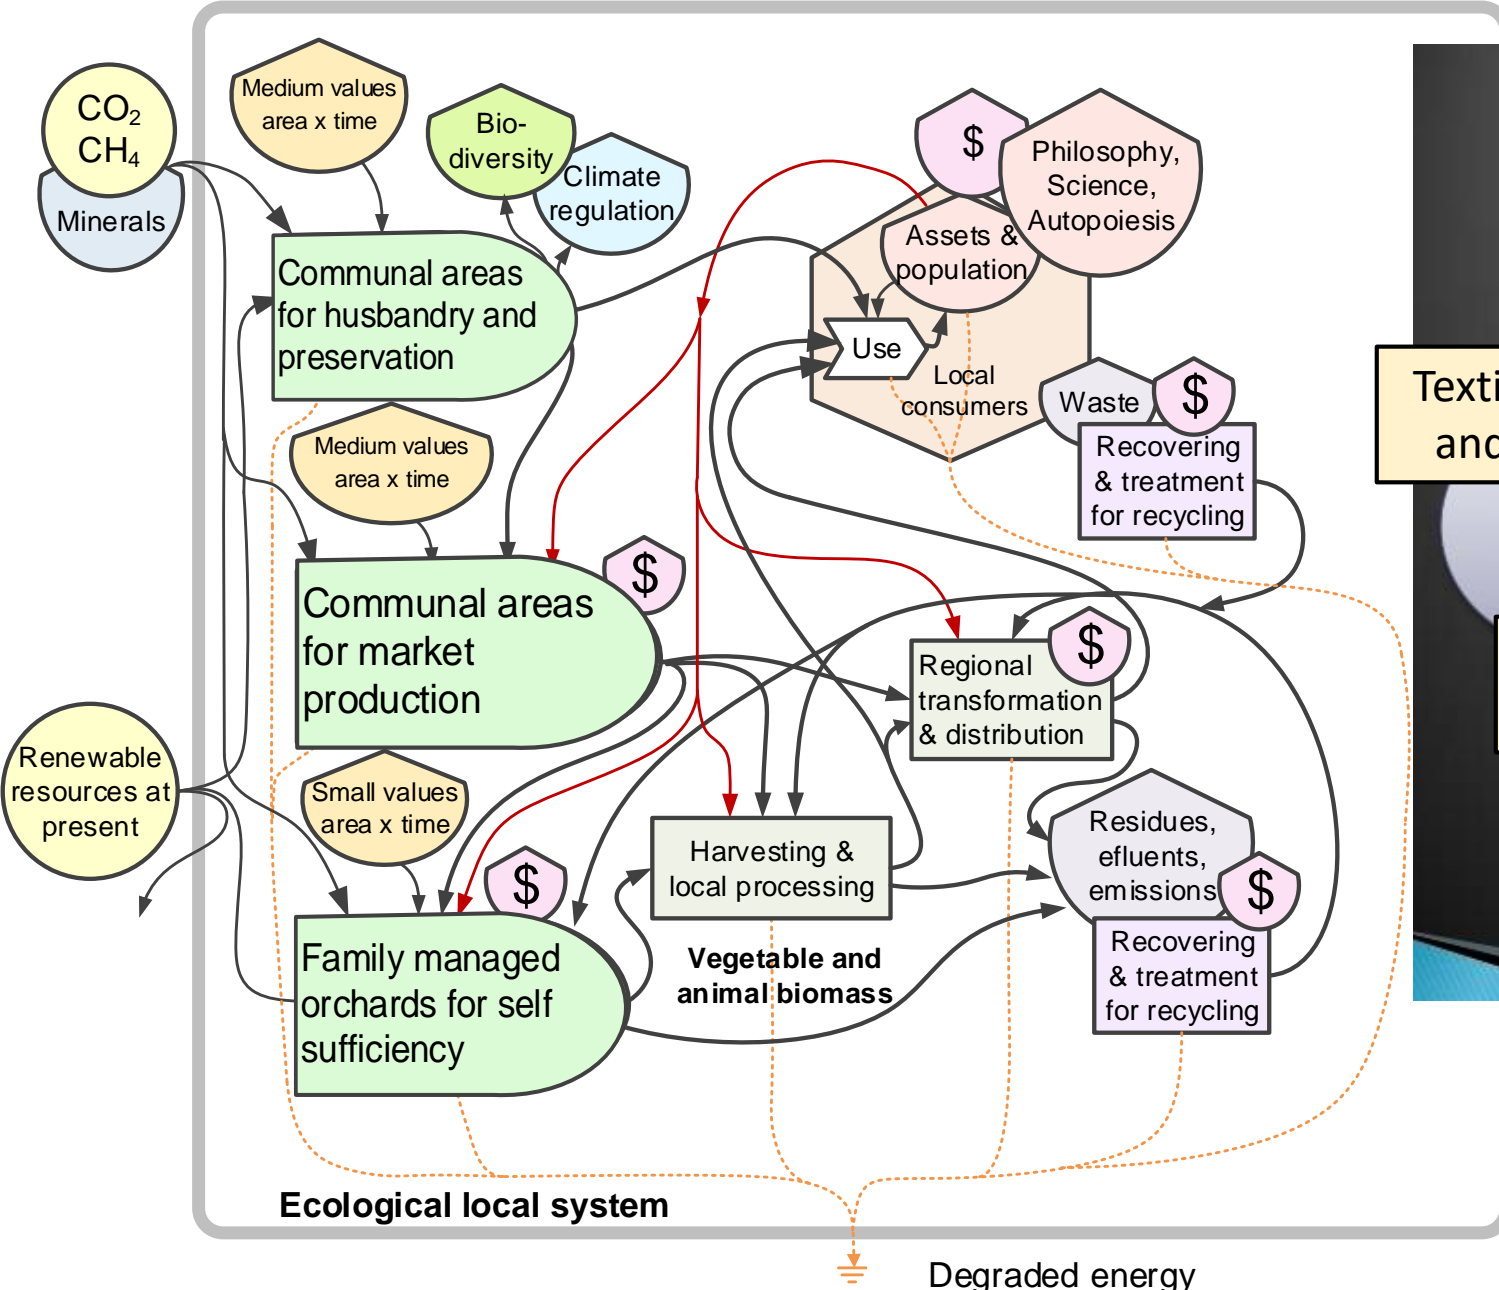 CO2
CH4
Minerals
Medium values
area x time
Bio-
diversity
Climate
regulation
$
Philosophy,
Science,
Autopoiesis
Assets &
population
Communal areas
for husbandry and
preservation
Use
Local
consumers
Waste
$
Recovering
& treatment
for recycling
Medium values
area x time
Communal areas
for market
production
$
Regional
transformation
& distribution
$
Renewable
resources at
present
Small values
area x time
$
Harvesting &
local processing
Residues,
efluents,
emissions
$
Recovering
& treatment
for recycling
Family managed
orchards for self
sufficiency
Vegetable and
animal biomass
Ecological local system
Degraded energy